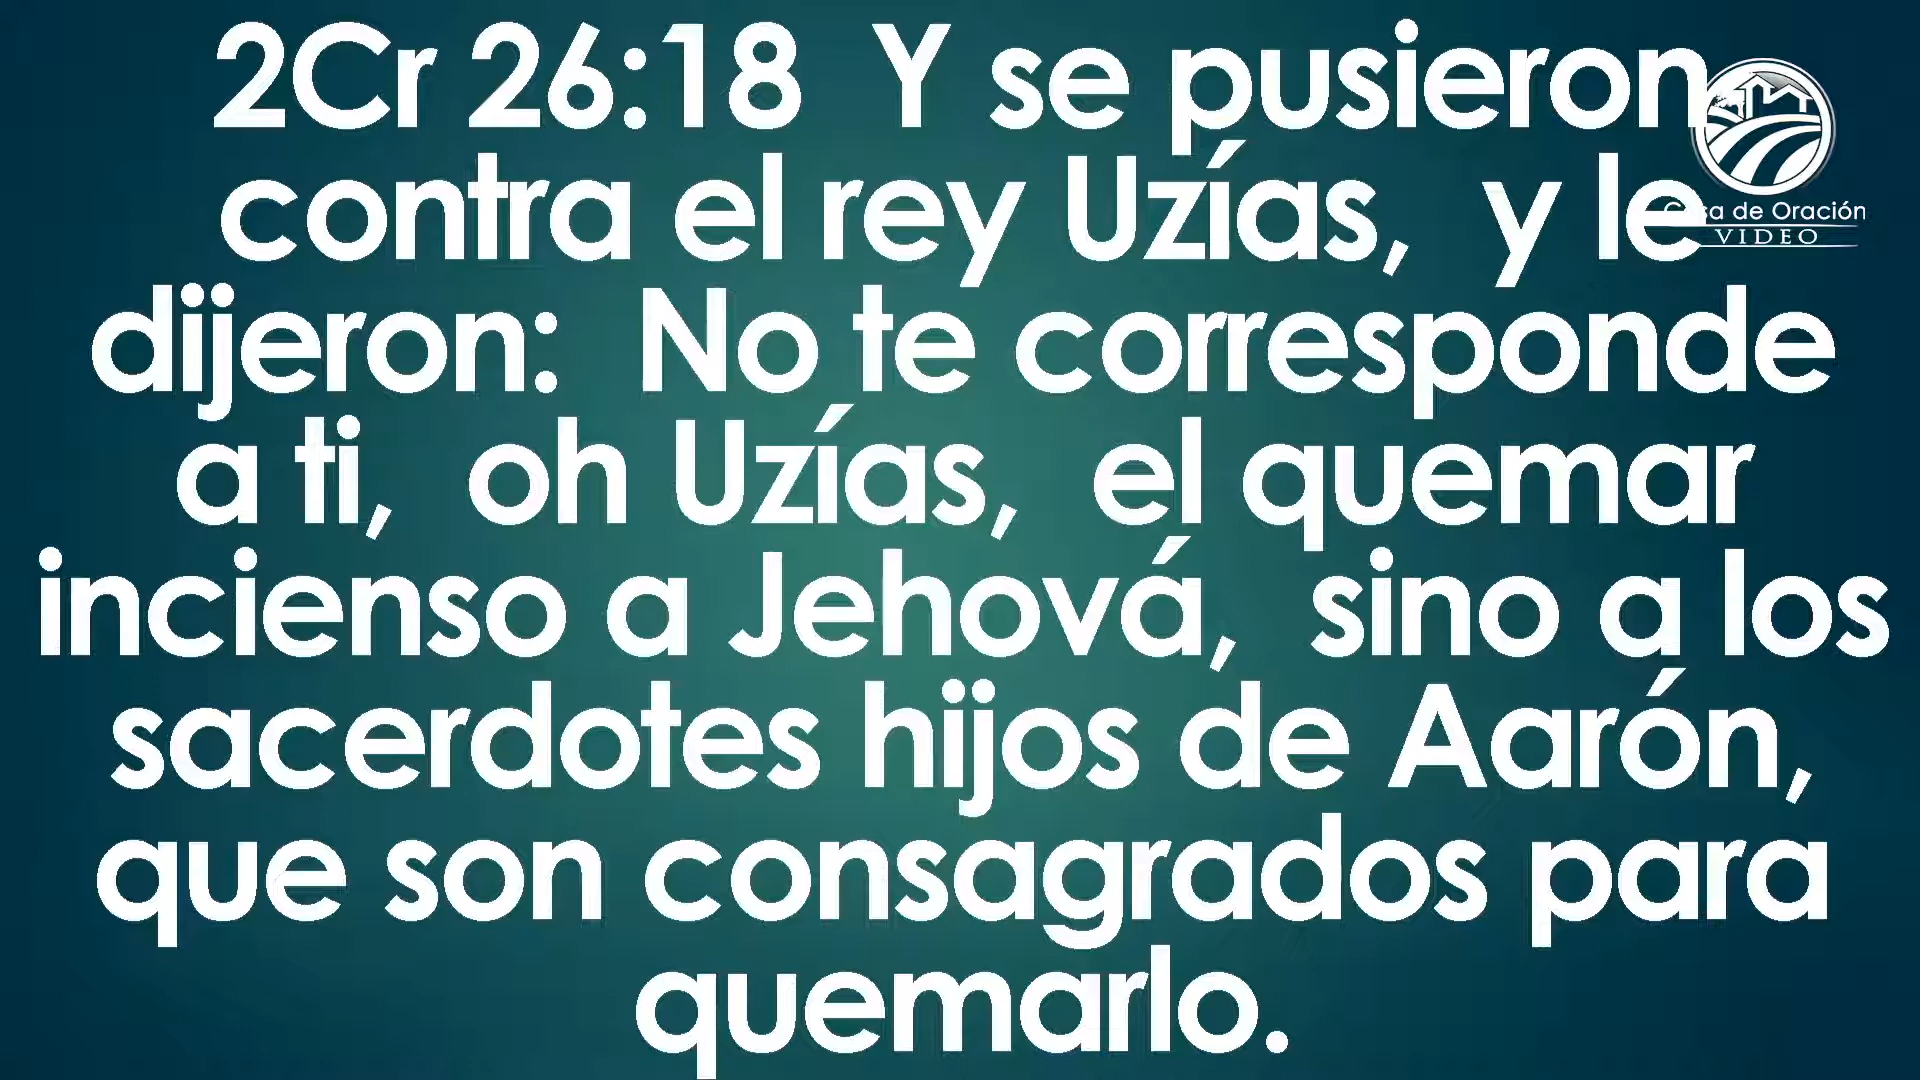 2Cr 26:18 Y se pusieron
contra el rey Uzías, y le
dijeron: No te corresponde
a ti, oh Uzías, el quemar
incienso a Jehová, sino a los
sacerdotes hijos de Aarón,
que son consagrados para
quemarlo.
Casa de Oración
VIDEO